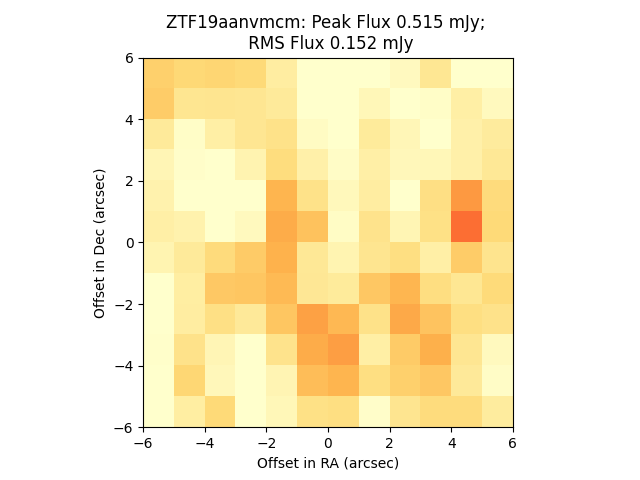 ZTF19aanvmcm: Peak Flux 0.515 mJy;
RMS Flux 0.152 mJy
6
4
2
0
−2
−4
−6
Offset in Dec (arcsec)
−6 −4 −2 0 2 4 6
Offset in RA (arcsec)